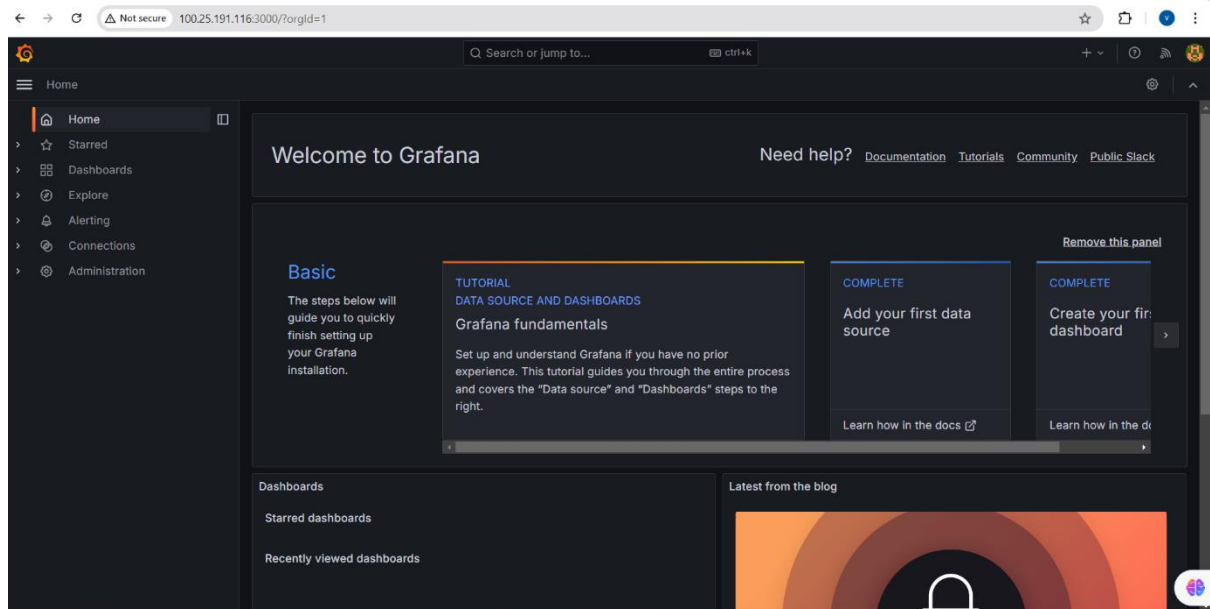 Not secure 100.25.191.116:3000/?orgId=1
V
Search or jump to... ctrl+k
Home
Home
Starred
Dashboards
Explore
Alerting
Connections
Administration
Welcome to Grafana
Need help? Documentation Tutorials Community Public Slack
Remove this panel
Basic
The steps below will
guide you to quickly
finish setting up
your Grafana
installation.
TUTORIAL
DATA SOURCE AND DASHBOARDS
Grafana fundamentals
Set up and understand Grafana if you have no prior
experience. This tutorial guides you through the entire process
and covers the “Data source” and “Dashboards” steps to the
right.
COMPLETE
Add your first data
source
Learn how in the docs
COMPLETE
Create your
dashboard
Learn how in the
Dashboards
Starred dashboards
Recently viewed dashboards
Latest from the blog